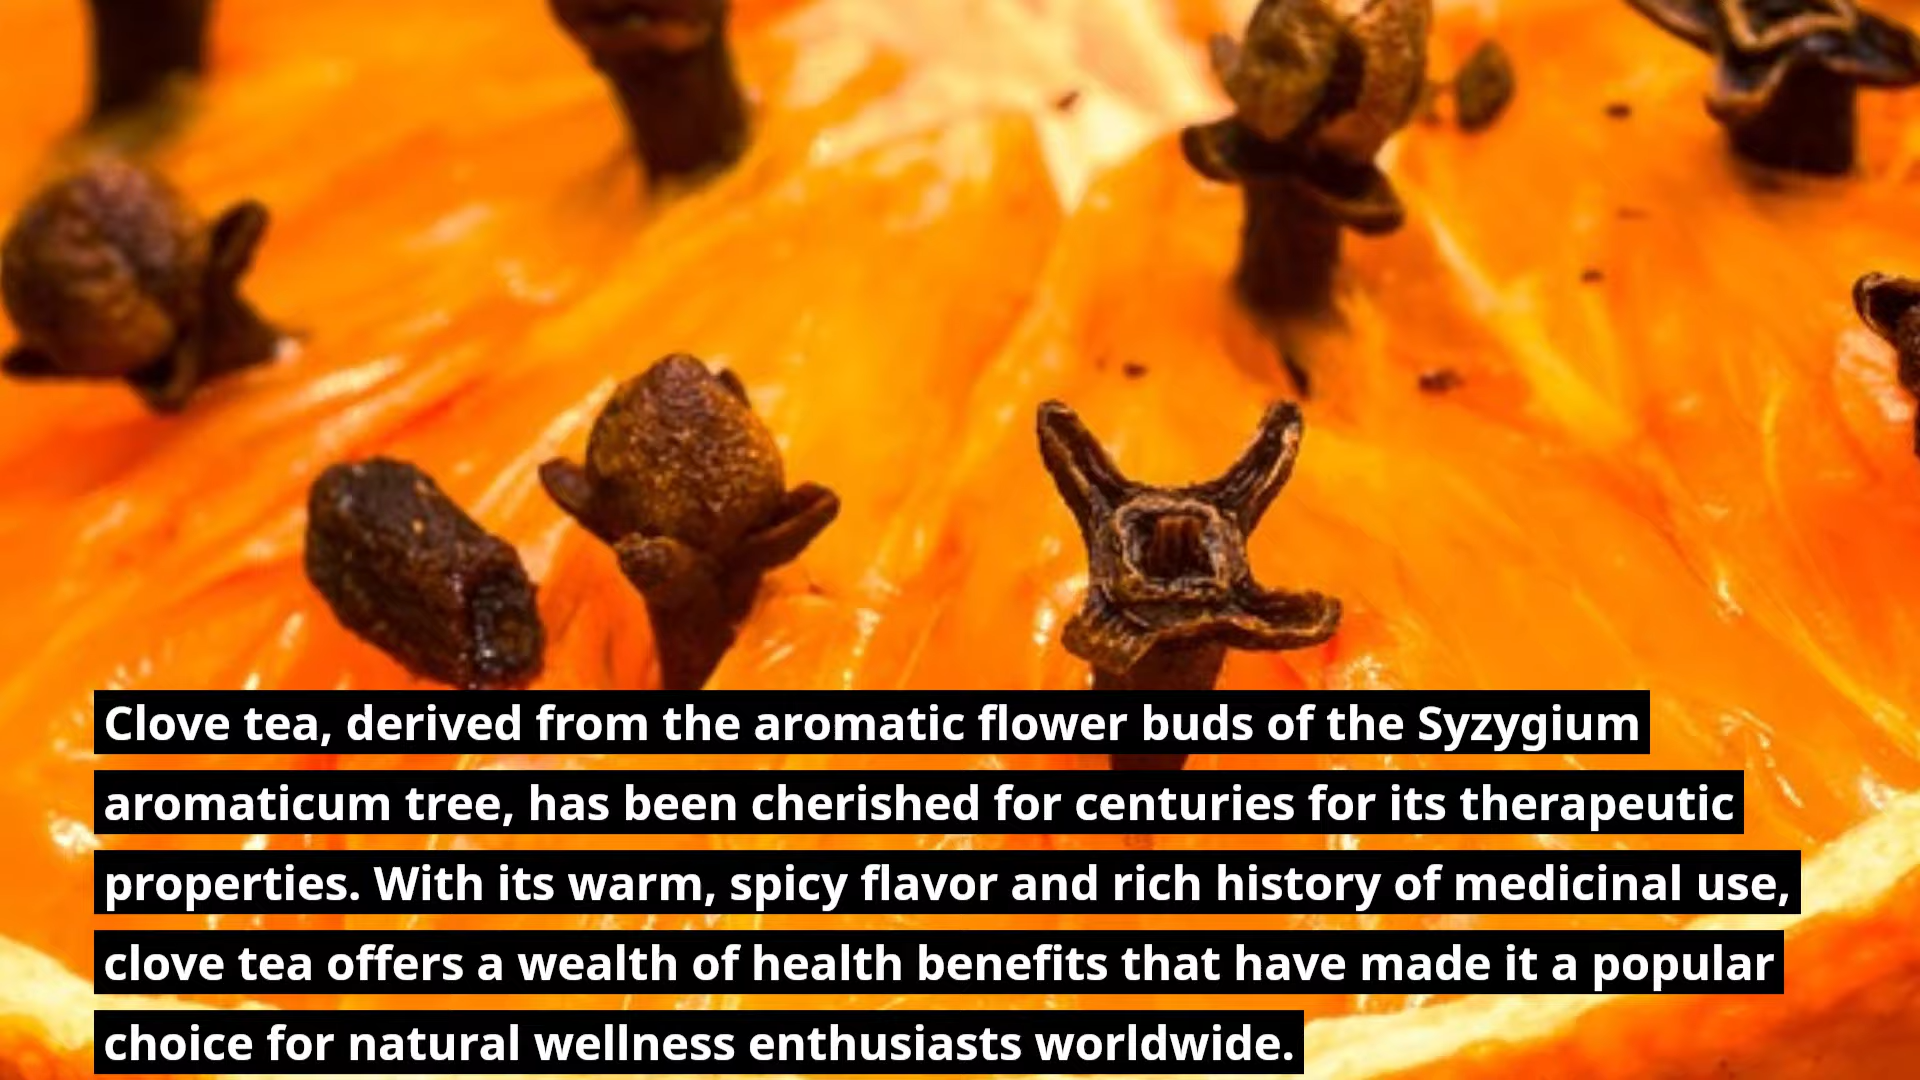 Clove tea, derived from the aromatic flower buds of the Syzygium
aromaticum tree, has been cherished for centuries for its therapeutic
properties. With its warm, spicy flavor and rich history of medicinal use,
clove tea offers a wealth of health benefits that have made it a popular
choice for natural wellness enthusiasts worldwide.